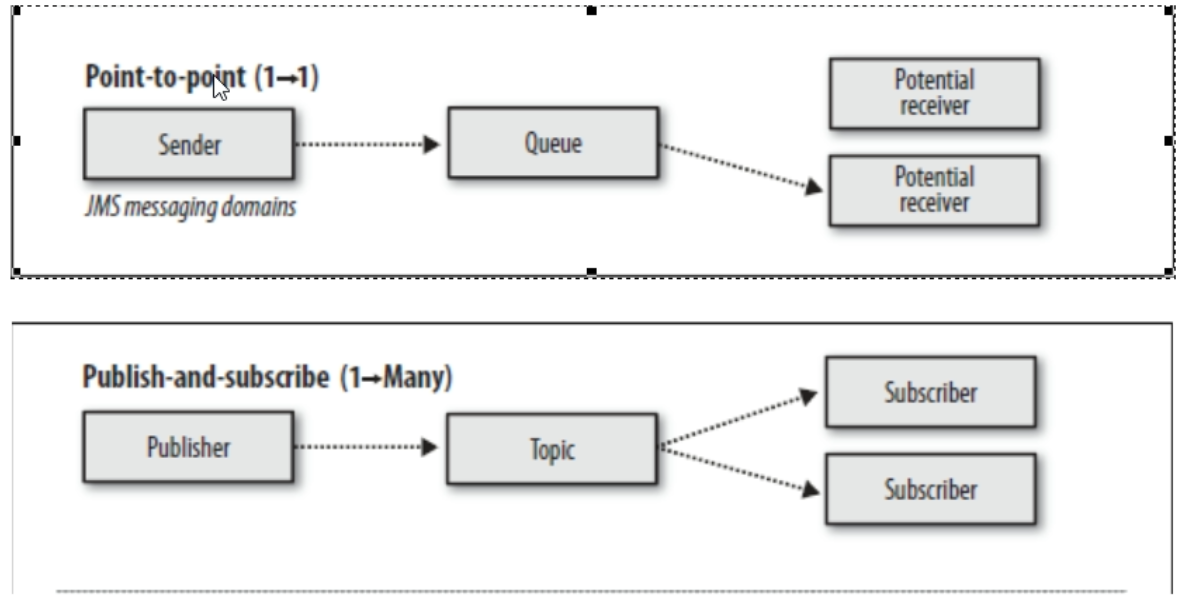 Point-to-point (1→1)
Sender
Queue
Potential
receiver
Potential
receiver
JMS messaging domains
Publish-and-subscribe (1→Many)
Publisher
Topic
Subscriber
Subscriber